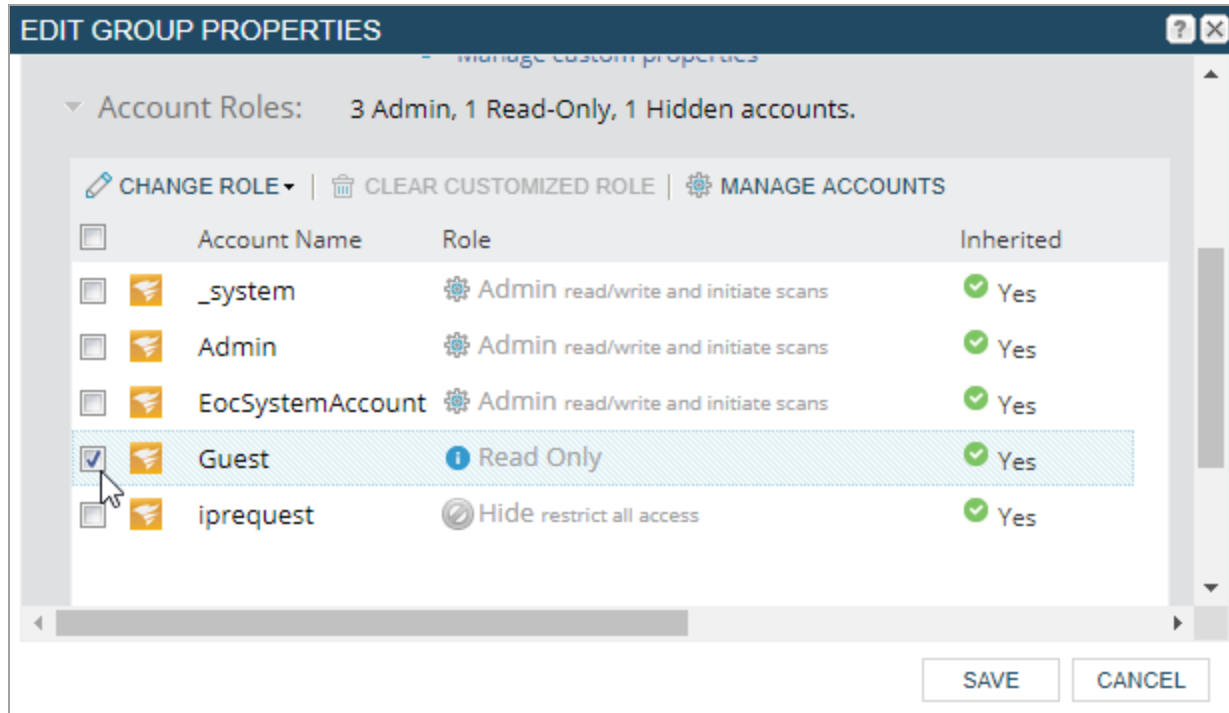 EDIT GROUP PROPERTIES ?
Manage custom properties
Account Roles: 3 Admin, 1 Read-Only, 1 Hidden accounts.
CHANGE ROLE | CLEAR CUSTOMIZED ROLE | MANAGE ACCOUNTS
Account Name Role Inherited
_system Admin read/write and initiate scans Yes
Admin Admin read/write and initiate scans Yes
EocSystemAccount Admin read/write and initiate scans Yes
Guest Read Only Yes
iprequest Hide restrict all access Yes
SAVE CANCEL